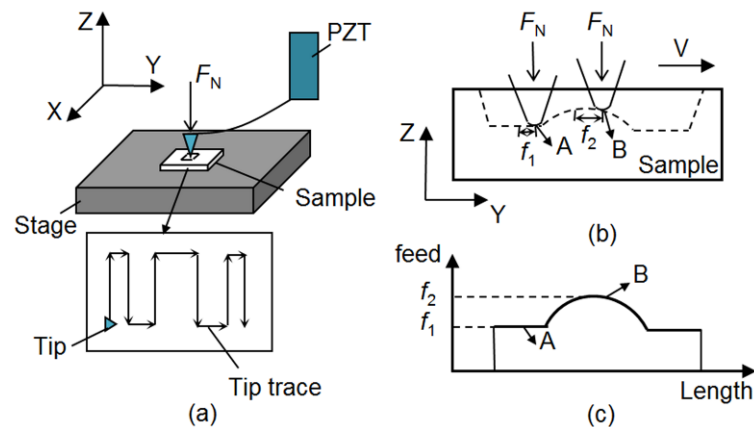 Z
Y
X
F_N
PZT
Stage
Sample
Tip
Tip trace
(a)
F_N F_N
V
Z
f_1 A f_2 B
Sample
Y
(b)
feed
f_2
f_1
B
A
Length
(c)